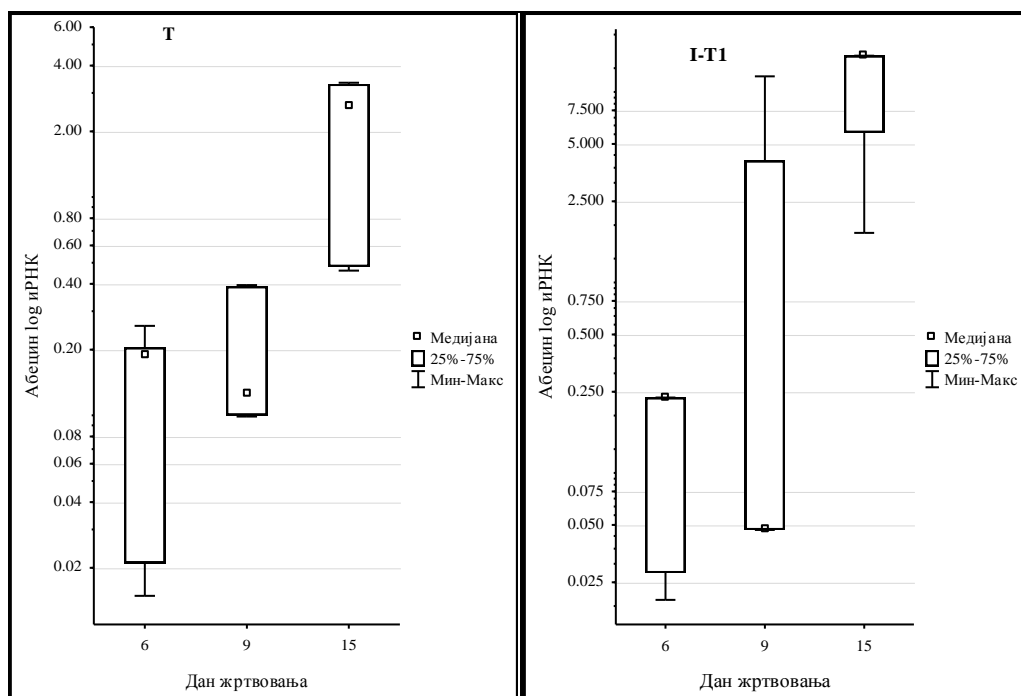 T
Абецин log иРНК
6.00
4.00
2.00
0.80
0.60
0.40
0.20
0.08
0.06
0.04
0.02
6 9 15
Дан жртвовања
Медијана
25%-75%
Мин-Макс
I-T1
Абецин log иРНК
7.500
5.000
2.500
0.750
0.500
0.250
0.075
0.050
0.025
6 9 15
Дан жртвовања
Медијана
25%-75%
Мин-Макс